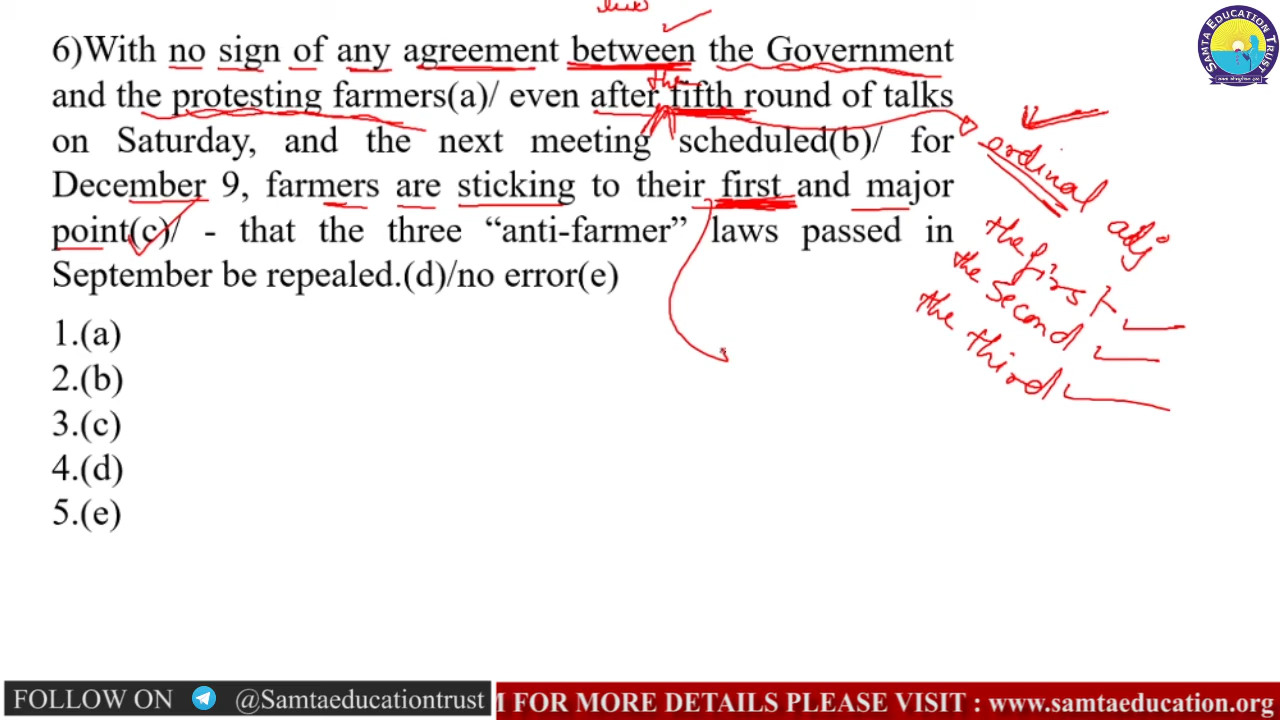 6)With no sign of any agreement between the Government
the
and the protesting farmers(a)/ even after fifth round of talks
on Saturday, and the next meeting scheduled(b)/ for
December 9, farmers are sticking to their first and major
point(c)/ - that the three “anti-farmer” laws passed in
September be repealed.(d)/no error(e)
1.(a)
2.(b)
3.(c)
4.(d)
5.(e)
ordinal adj
the first
the second
the third
SAMTA EDUCATION TRUST
FOLLOW ON @Samtaeducationtrust
M FOR MORE DETAILS PLEASE VISIT : www.samtaeducation.org